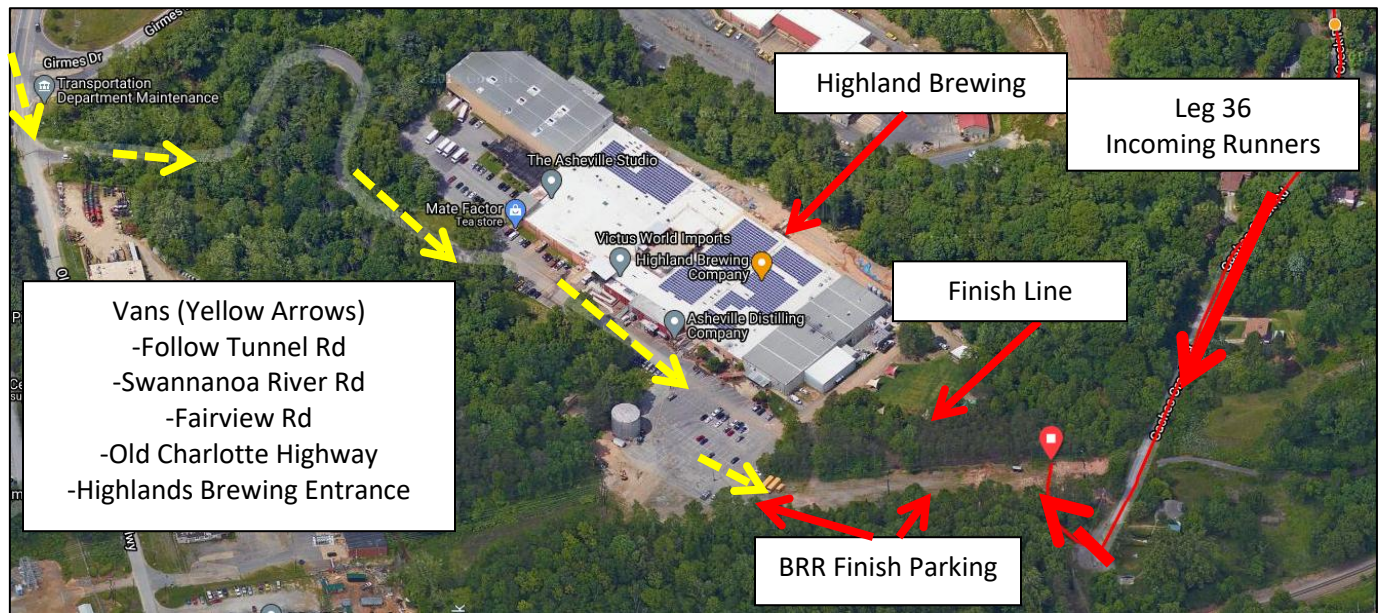 Girmes
Girmes Dr
Transportation
Department Maintenance
Highland Brewing
Leg 36
Incoming Runners
The Asheville Studio
Mate Factor
Tea store
Victus World Imports
Highland Brewing
Company
Asheville Distilling
Company
Finish Line
Vans (Yellow Arrows)
-Follow Tunnel Rd
-Swannanoa River Rd
-Fairview Rd
-Old Charlotte Highway
-Highlands Brewing Entrance
BRR Finish Parking